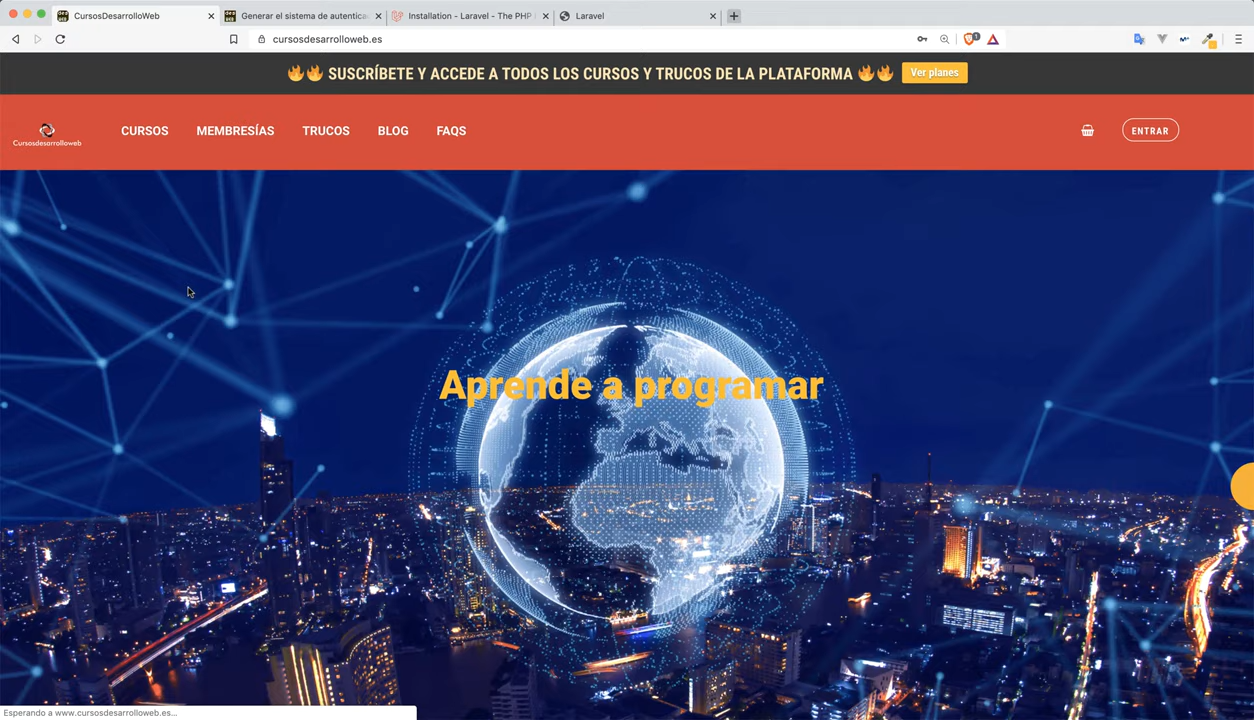 CursosDesarrolloWeb
Generar el sistema de autentica
Installation - Laravel - The PHP
Laravel
cursosdesarrolloweb.es
1
🔥🔥 SUSCRÍBETE Y ACCEDE A TODOS LOS CURSOS Y TRUCOS DE LA PLATAFORMA 🔥🔥
Ver planes
Cursosdesarrolloweb
CURSOS
MEMBRESÍAS
TRUCOS
BLOG
FAQS
ENTRAR
Aprende a programar
Esperando a www.cursosdesarrolloweb.es...